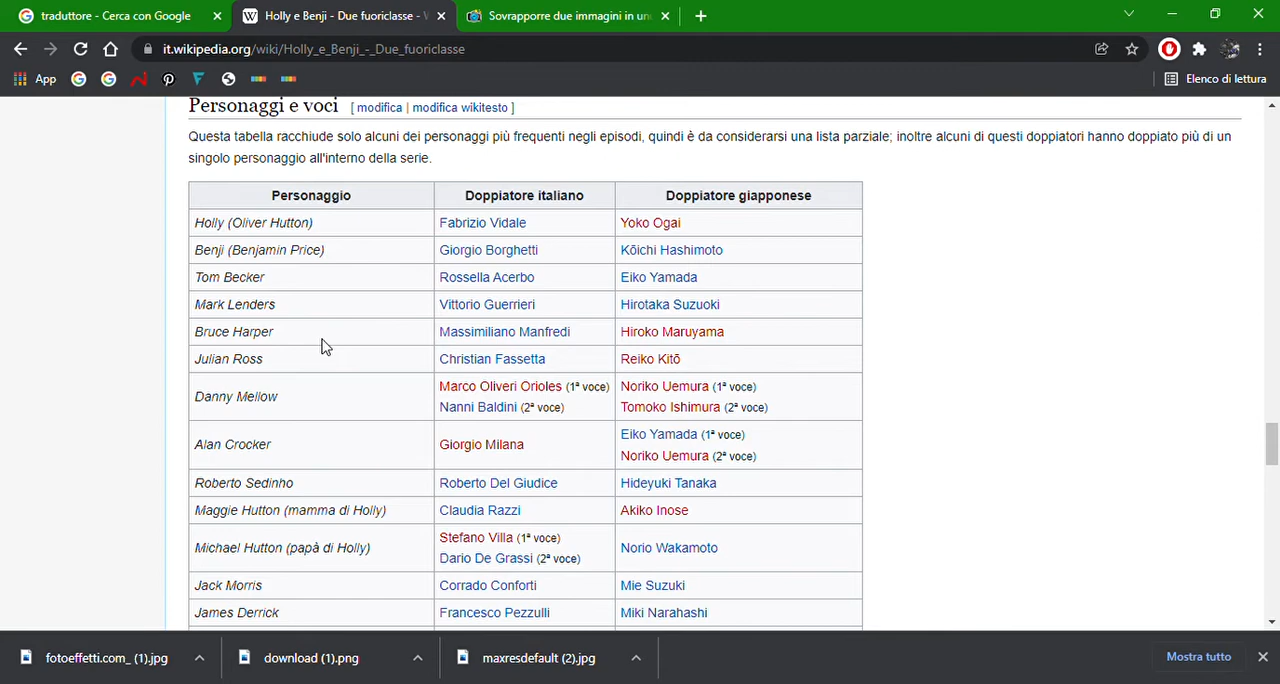 traduttore - Cerca con Google
Holly e Benji - Due fuoriclasse - W
Sovrapporre due immagini in un
it.wikipedia.org/wiki/Holly_e_Benji_-_Due_fuoriclasse
App
Elenco di lettura
Personaggi e voci [ modifica | modifica wikitesto ]
Questa tabella racchiude solo alcuni dei personaggi più frequenti negli episodi, quindi è da considerarsi una lista parziale; inoltre alcuni di questi doppiatori hanno doppiato più di un
singolo personaggio all'interno della serie.
Personaggio Doppiatore italiano Doppiatore giapponese
Holly (Oliver Hutton) Fabrizio Vidale Yoko Ogai
Benji (Benjamin Price) Giorgio Borghetti Kōichi Hashimoto
Tom Becker Rossella Acerbo Eiko Yamada
Mark Lenders Vittorio Guerrieri Hirotaka Suzuoki
Bruce Harper Massimiliano Manfredi Hiroko Maruyama
Julian Ross Christian Fassetta Reiko Kitō
Danny Mellow
Marco Oliveri Orioles (1ª voce) Noriko Uemura (1ª voce)
Nanni Baldini (2ª voce) Tomoko Ishimura (2ª voce)
Alan Crocker Giorgio Milana
Eiko Yamada (1ª voce)
Noriko Uemura (2ª voce)
Roberto Sedinho Roberto Del Giudice Hideyuki Tanaka
Maggie Hutton (mamma di Holly) Claudia Razzi Akiko Inose
Michael Hutton (papà di Holly)
Stefano Villa (1ª voce)
Dario De Grassi (2ª voce)
Norio Wakamoto
Jack Morris Corrado Conforti Mie Suzuki
James Derrick Francesco Pezzulli Miki Narahashi
fotoeffetti.com_ (1).jpg
download (1).png
maxresdefault (2).jpg
Mostra tutto